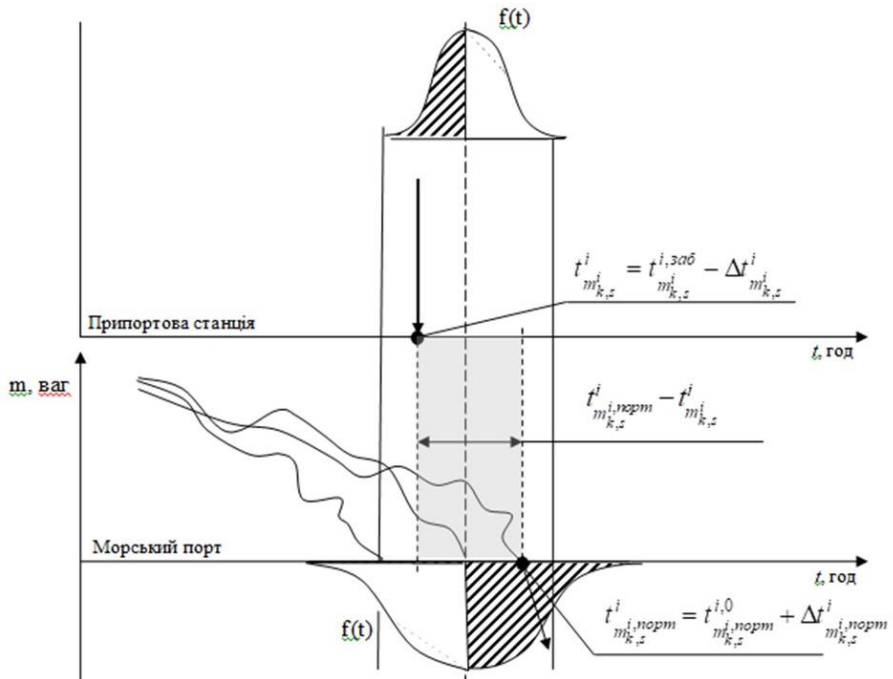 f(t)
t^i_{m^i_{k,s}} = t^{i,заб}_{m^i_{k,s}} − Δt^i_{m^i_{k,s}}
Припортова станція
t, год
m, ваг
t^i_{m^{i,порт}_{k,s}} − t^i_{m^i_{k,s}}
Морський порт
t, год
f(t)
t^i_{m^{i,порт}_{k,s}} = t^{i,0}_{m^{i,порт}_{k,s}} + Δt^i_{m^{i,порт}_{k,s}}